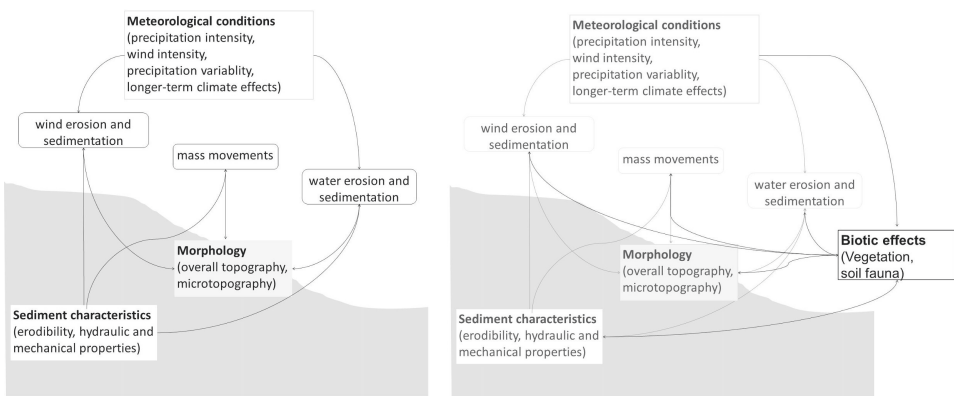 Meteorological conditions
(precipitation intensity,
wind intensity,
precipitation variablity,
longer-term climate effects)
wind erosion and
sedimentation
mass movements
water erosion and
sedimentation
Morphology
(overall topography,
microtopography)
Sediment characteristics
(erodibility, hydraulic and
mechanical properties)
Meteorological conditions
(precipitation intensity,
wind intensity,
precipitation variablity,
longer-term climate effects)
wind erosion and
sedimentation
mass movements
water erosion and
sedimentation
Biotic effects
(Vegetation,
soil fauna)
Morphology
(overall topography,
microtopography)
Sediment characteristics
(erodibility, hydraulic and
mechanical properties)